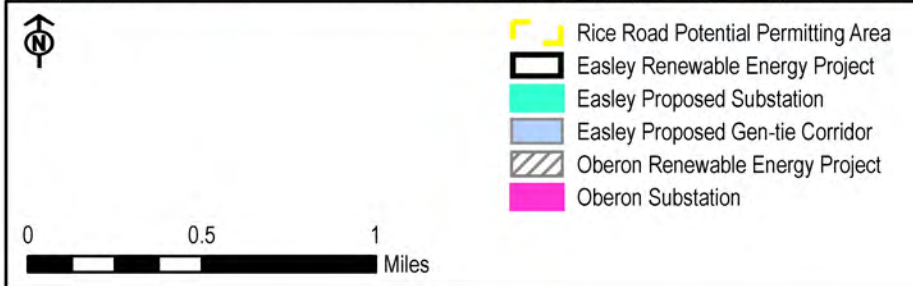 N
Rice Road Potential Permitting Area
Easley Renewable Energy Project
Easley Proposed Substation
Easley Proposed Gen-tie Corridor
Oberon Renewable Energy Project
Oberon Substation
0 0.5 1
Miles